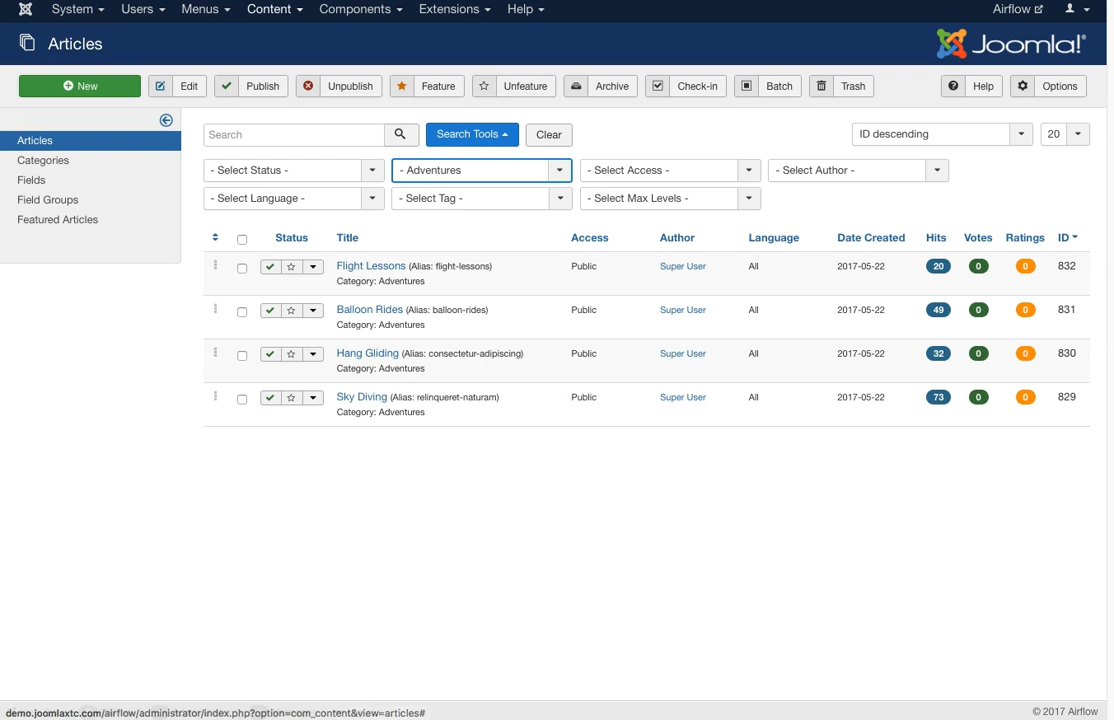 System Users Menus Content Components Extensions Help Airflow
Articles Joomla!®
New Edit Publish Unpublish Feature Unfeature Archive Check-in Batch Trash Help Options
Articles
Categories
Fields
Field Groups
Featured Articles
Search Search Tools Clear ID descending 20
- Select Status - - Adventures - Select Access - - Select Author -
- Select Language - - Select Tag - - Select Max Levels -
Status Title Access Author Language Date Created Hits Votes Ratings ID
Flight Lessons (Alias: flight-lessons) Public Super User All 2017-05-22 20 0 0 832
Category: Adventures
Balloon Rides (Alias: balloon-rides) Public Super User All 2017-05-22 49 0 0 831
Category: Adventures
Hang Gliding (Alias: consectetur-adipiscing) Public Super User All 2017-05-22 32 0 0 830
Category: Adventures
Sky Diving (Alias: relinqueret-naturam) Public Super User All 2017-05-22 73 0 0 829
Category: Adventures
demo.joomlaxtc.com/airflow/administrator/index.php?option=com_content&view=articles# © 2017 Airflow